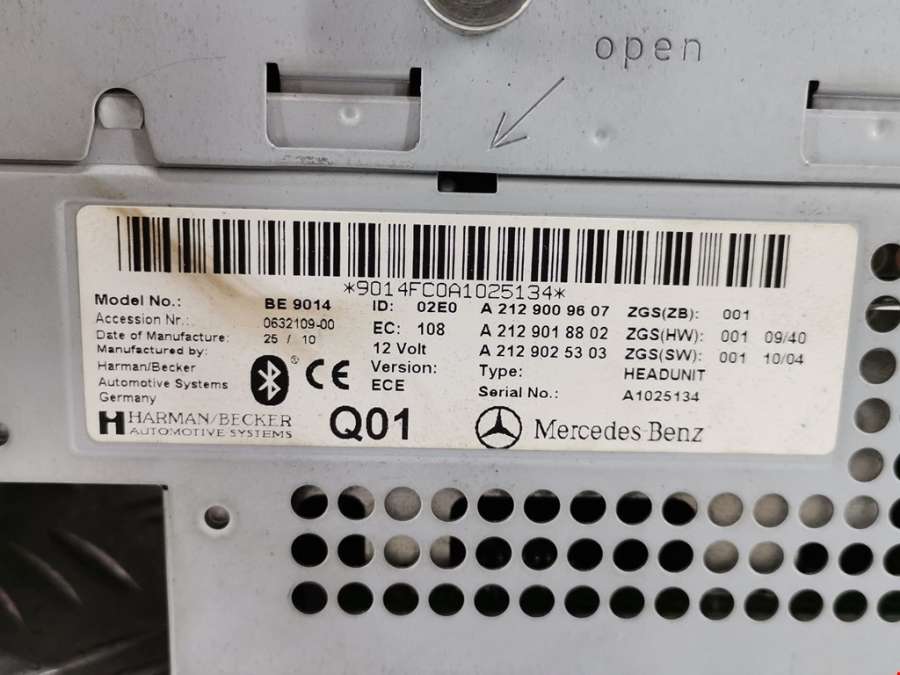 open
*9014FC0A1025134*
Model No.: BE 9014 ID: 02E0 A 212 900 96 07 ZGS(ZB): 001
Accession Nr.: 0632109-00 EC: 108 A 212 901 88 02 ZGS(HW): 001 09/40
Date of Manufacture: 25 / 10 12 Volt A 212 902 53 03 ZGS(SW): 001 10/04
Manufactured by: Version: Type: HEADUNIT
Harman/Becker ECE Serial No.: A1025134
Automotive Systems
Germany
CE
H HARMAN/BECKER
AUTOMOTIVE SYSTEMS
Q01
Mercedes-Benz